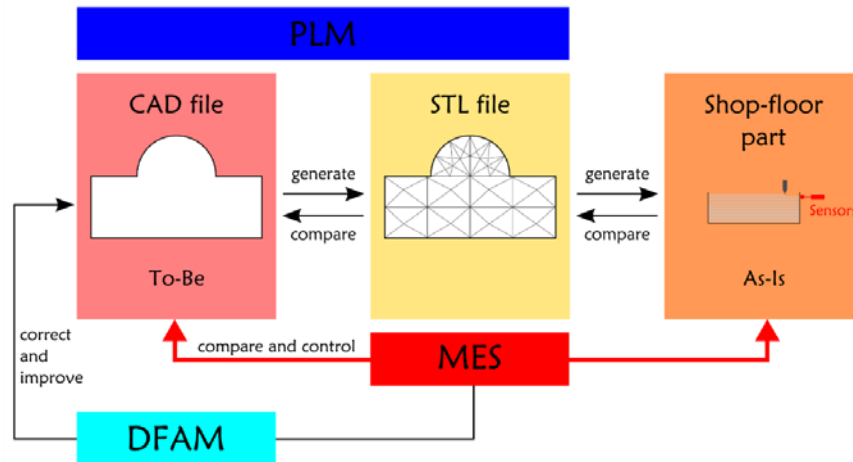 PLM
CAD file
STL file
Shop-floor
part
generate
compare
generate
compare
Sensors
To-Be
As-Is
correct
and
improve
compare and control
MES
DFAM